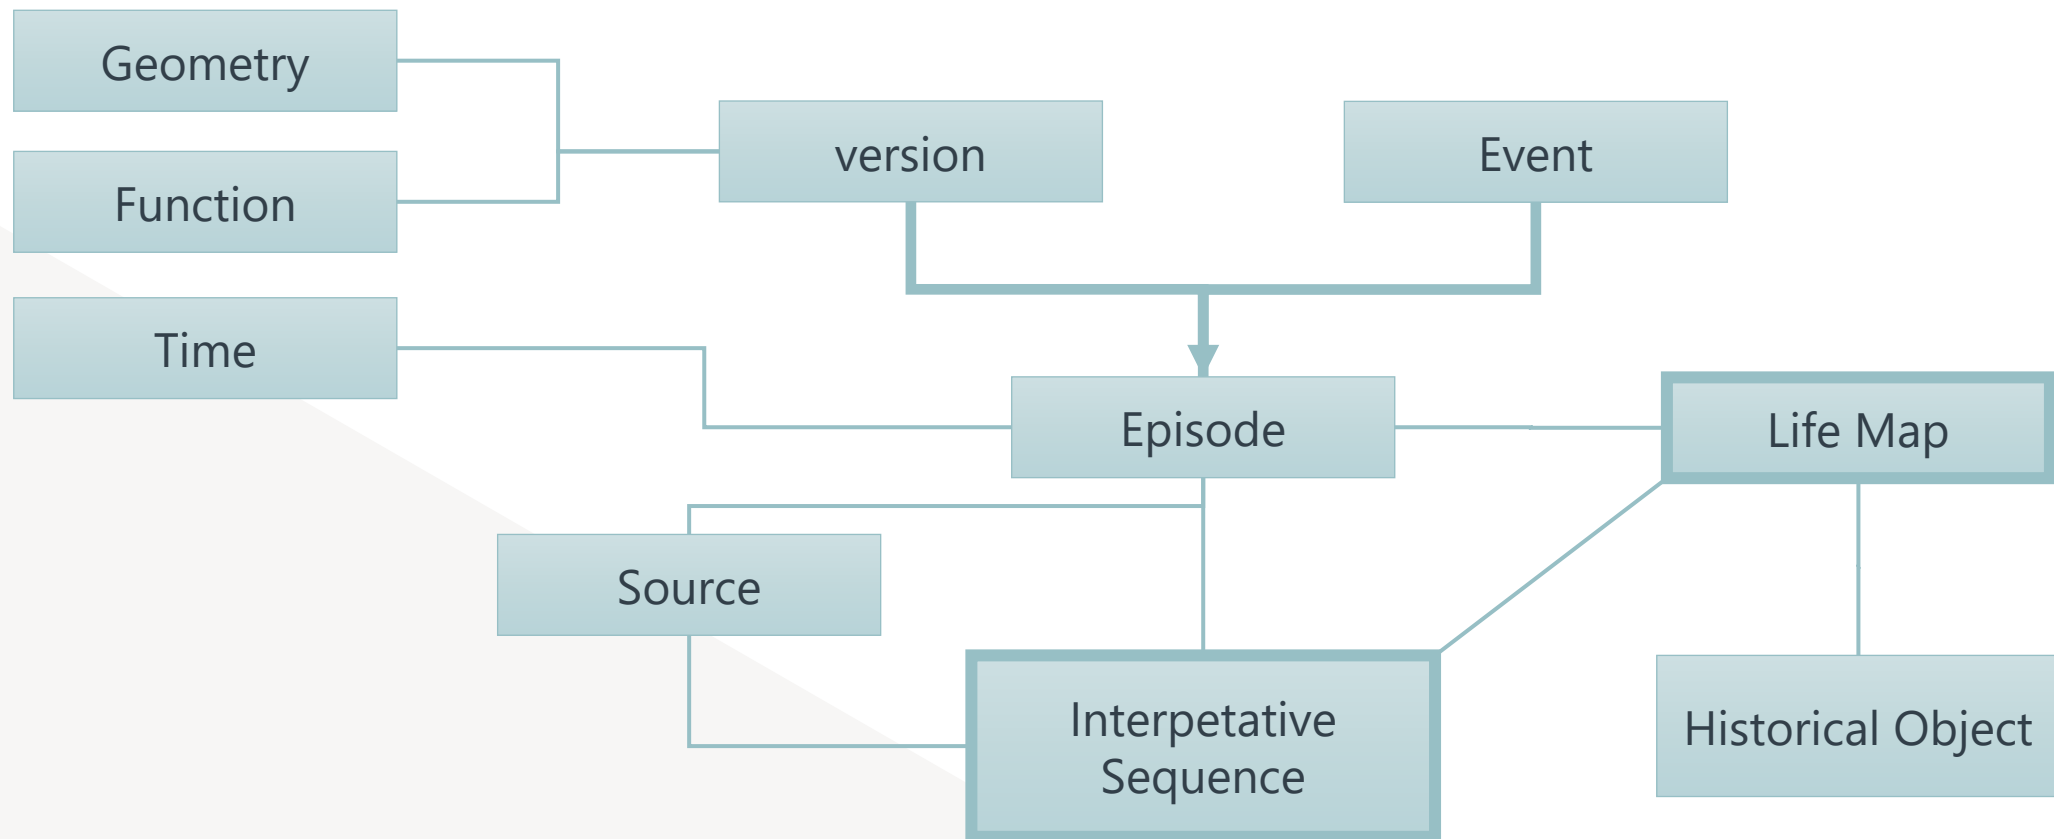 Geometry
version
Event
Function
Time
Episode
Life Map
Source
Interpetative
Sequence
Historical Object